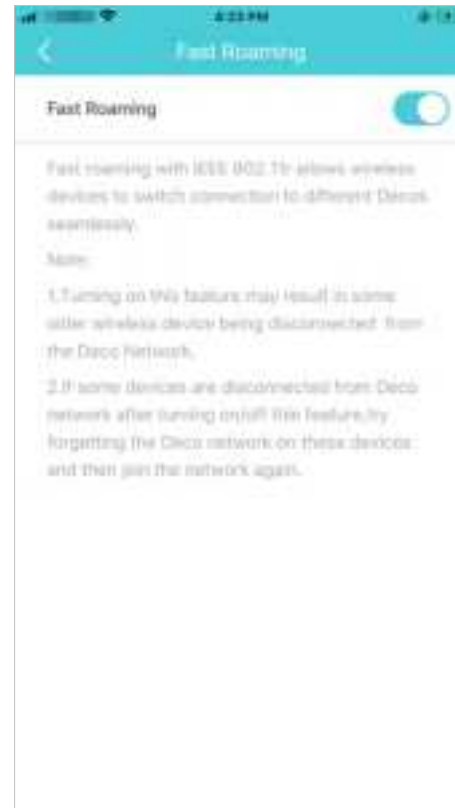 4:23 PM
Fast Roaming
Fast Roaming
Fast roaming with IEEE 802.11r allows wireless
devices to switch connection to different Decos
seamlessly.
Note:
1.Turning on this feature may result in some
older wireless device being disconnected from
the Deco Network.
2.If some devices are disconnected from Deco
network after turning on/off this feature,try
forgetting the Deco network on these devices
and then join the network again.